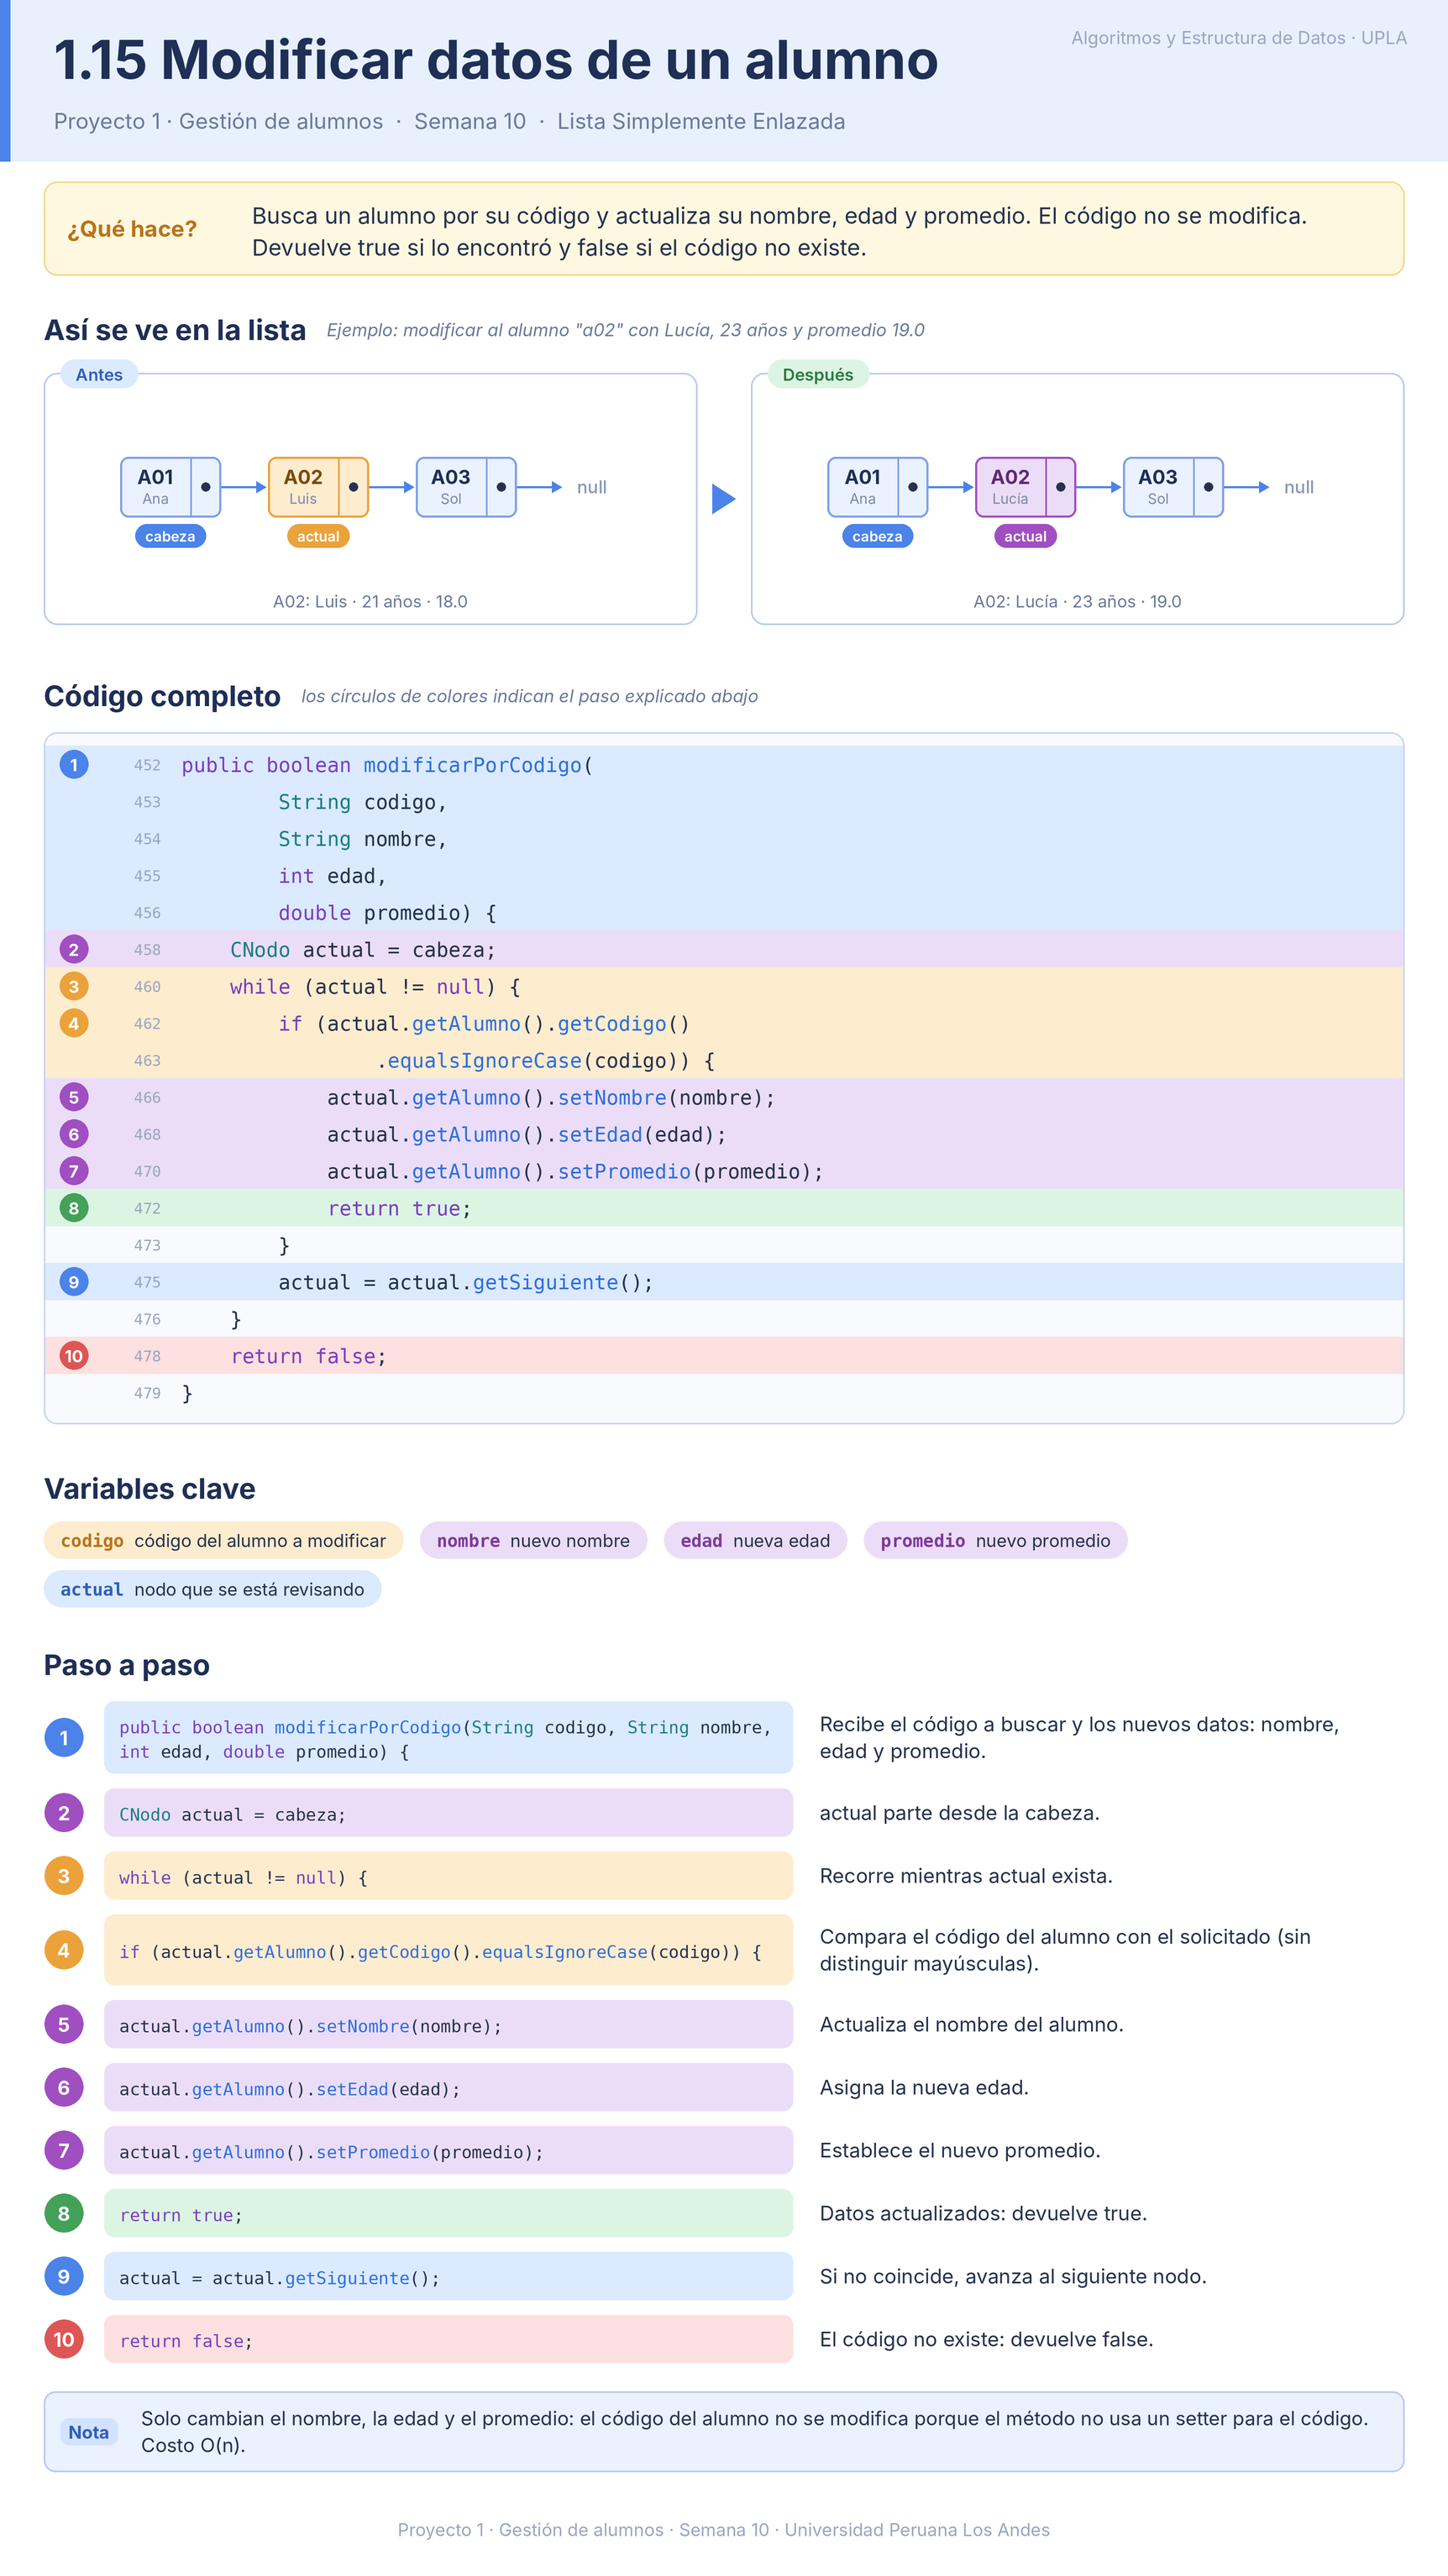 1.15 Modificar datos de un alumno
Algoritmos y Estructura de Datos · UPLA
Proyecto 1 · Gestión de alumnos · Semana 10 · Lista Simplemente Enlazada
¿Qué hace?
Busca un alumno por su código y actualiza su nombre, edad y promedio. El código no se modifica.
Devuelve true si lo encontró y false si el código no existe.
Así se ve en la lista
Ejemplo: modificar al alumno "a02" con Lucía, 23 años y promedio 19.0
Antes
A01
Ana
cabeza
A02
Luis
actual
A03
Sol
null
A02: Luis · 21 años · 18.0
Después
A01
Ana
cabeza
A02
Lucía
actual
A03
Sol
null
A02: Lucía · 23 años · 19.0
Código completo
los círculos de colores indican el paso explicado abajo
1 452 public boolean modificarPorCodigo(
453 String codigo,
454 String nombre,
455 int edad,
456 double promedio) {
2 458 CNodo actual = cabeza;
3 460 while (actual != null) {
4 462 if (actual.getAlumno().getCodigo()
463 .equalsIgnoreCase(codigo)) {
5 466 actual.getAlumno().setNombre(nombre);
6 468 actual.getAlumno().setEdad(edad);
7 470 actual.getAlumno().setPromedio(promedio);
8 472 return true;
473 }
9 475 actual = actual.getSiguiente();
476 }
10 478 return false;
479 }
Variables clave
codigo código del alumno a modificar
nombre nuevo nombre
edad nueva edad
promedio nuevo promedio
actual nodo que se está revisando
Paso a paso
1
public boolean modificarPorCodigo(String codigo, String nombre,
int edad, double promedio) {
Recibe el código a buscar y los nuevos datos: nombre,
edad y promedio.
2
CNodo actual = cabeza;
actual parte desde la cabeza.
3
while (actual != null) {
Recorre mientras actual exista.
4
if (actual.getAlumno().getCodigo().equalsIgnoreCase(codigo)) {
Compara el código del alumno con el solicitado (sin
distinguir mayúsculas).
5
actual.getAlumno().setNombre(nombre);
Actualiza el nombre del alumno.
6
actual.getAlumno().setEdad(edad);
Asigna la nueva edad.
7
actual.getAlumno().setPromedio(promedio);
Establece el nuevo promedio.
8
return true;
Datos actualizados: devuelve true.
9
actual = actual.getSiguiente();
Si no coincide, avanza al siguiente nodo.
10
return false;
El código no existe: devuelve false.
Nota
Solo cambian el nombre, la edad y el promedio: el código del alumno no se modifica porque el método no usa un setter para el código.
Costo O(n).
Proyecto 1 · Gestión de alumnos · Semana 10 · Universidad Peruana Los Andes